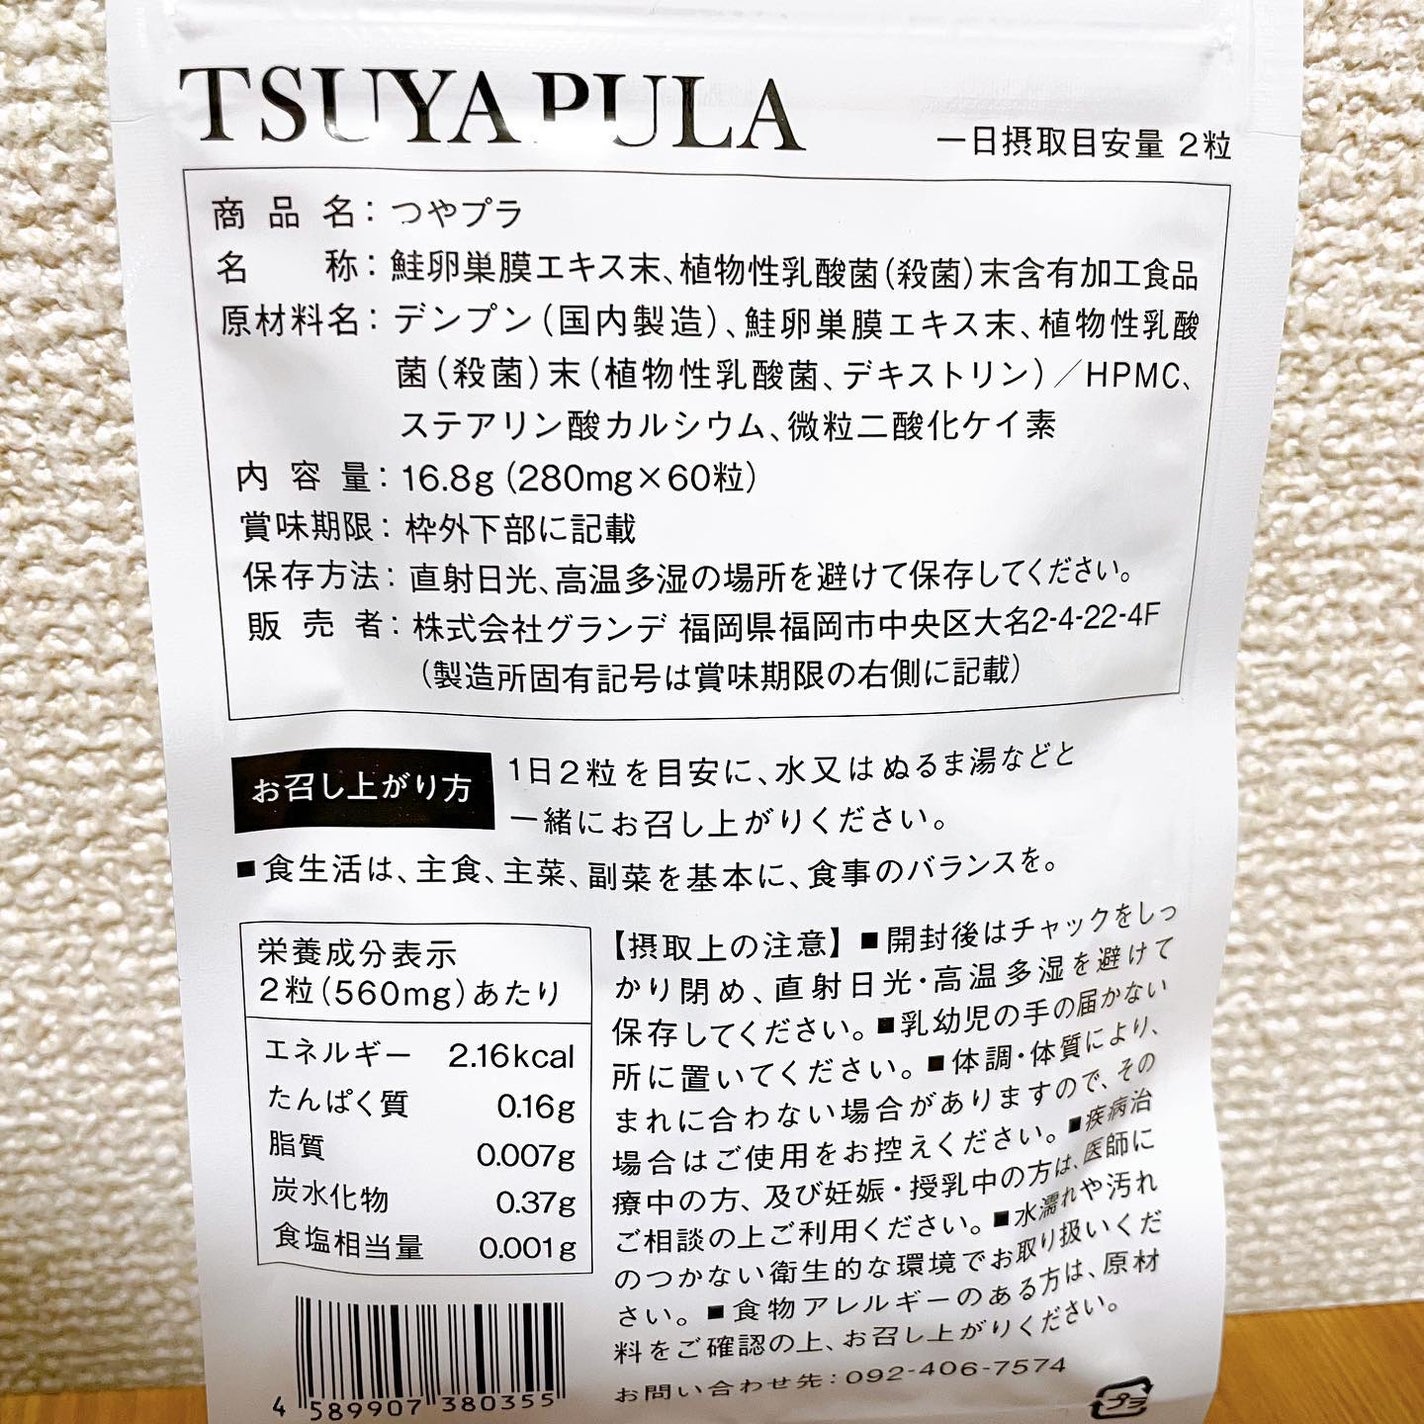 TSUYAPULA
一日摂取目安量 2粒
商品名：つやプラ
名称：鮭卵巣膜エキス末、植物性乳酸菌(殺菌)末含有加工食品
原材料名：デンプン(国内製造)、鮭卵巣膜エキス末、植物性乳酸
菌(殺菌)末(植物性乳酸菌、デキストリン)／HPMC、
ステアリン酸カルシウム、微粒二酸化ケイ素
内容量：16.8g(280mg×60粒)
賞味期限：枠外下部に記載
保存方法：直射日光、高温多湿の場所を避けて保存してください。
販売者：株式会社グランデ 福岡県福岡市中央区大名2-4-22-4F
(製造所固有記号は賞味期限の右側に記載)
お召し上がり方
1日2粒を目安に、水又はぬるま湯などと
一緒にお召し上がりください。
■食生活は、主食、主菜、副菜を基本に、食事のバランスを。
栄養成分表示
2粒(560mg)あたり
エネルギー 2.16kcal
たんぱく質 0.16g
脂質 0.007g
炭水化物 0.37g
食塩相当量 0.001g
【摂取上の注意】■開封後はチャックをしっ
かり閉め、直射日光・高温多湿を避けて
保存してください。■乳幼児の手の届かない
所に置いてください。■体調・体質により、
まれに合わない場合がありますので、その
場合はご使用をお控えください。■疾病治
療中の方、及び妊娠・授乳中の方は、医師に
ご相談の上ご利用ください。■水濡れや汚れ
のつかない衛生的な環境でお取り扱いくだ
さい。■食物アレルギーのある方は、原材
料をご確認の上、お召し上がりください。
お問い合わせ先：092-406-7574
4 589907 380355
プラ